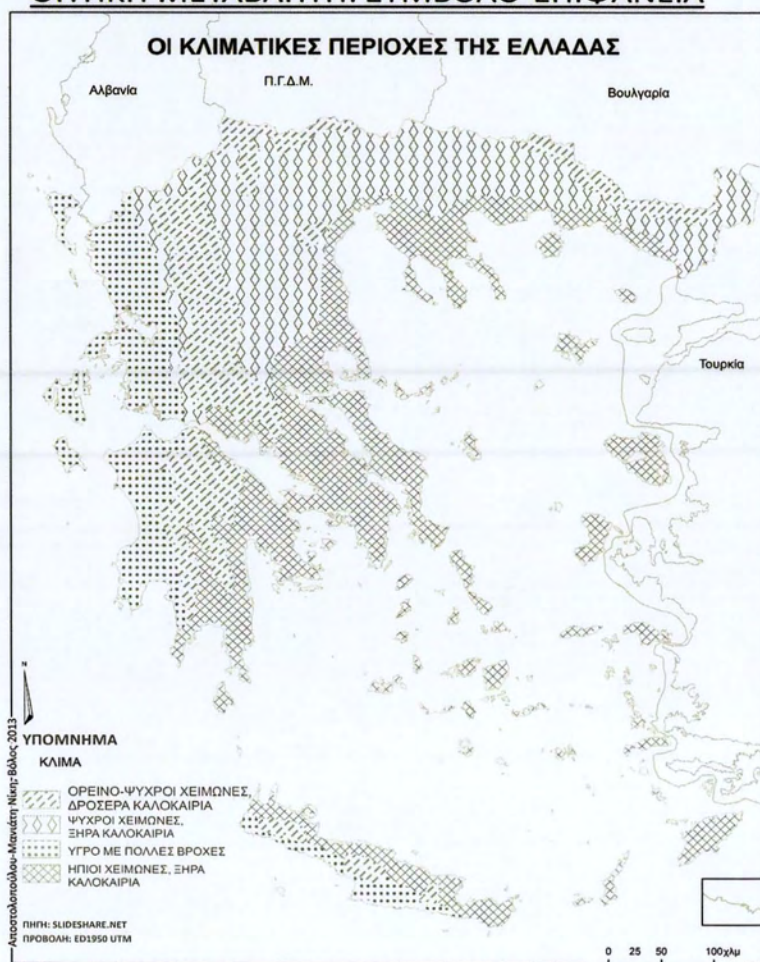 ΟΙ ΚΛΙΜΑΤΙΚΕΣ ΠΕΡΙΟΧΕΣ ΤΗΣ ΕΛΛΑΔΑΣ
Αλβανία
Π.Γ.Δ.Μ.
Βουλγαρία
Τουρκία
N
ΥΠΟΜΝΗΜΑ
ΚΛΙΜΑ
ΟΡΕΙΝΟ-ΨΥΧΡΟΙ ΧΕΙΜΩΝΕΣ,
ΔΡΟΣΕΡΑ ΚΑΛΟΚΑΙΡΙΑ
ΨΥΧΡΟΙ ΧΕΙΜΩΝΕΣ,
ΞΗΡΑ ΚΑΛΟΚΑΙΡΙΑ
ΥΓΡΟ ΜΕ ΠΟΛΛΕΣ ΒΡΟΧΕΣ
ΗΠΙΟΙ ΧΕΙΜΩΝΕΣ, ΞΗΡΑ
ΚΑΛΟΚΑΙΡΙΑ
ΠΗΓΗ: SLIDESHARE.NET
ΠΡΟΒΟΛΗ: ED1950 UTM
Αποστολοπούλου-Μανιάτη Νίκη-Βόλος 2013
0 25 50 100χλμ